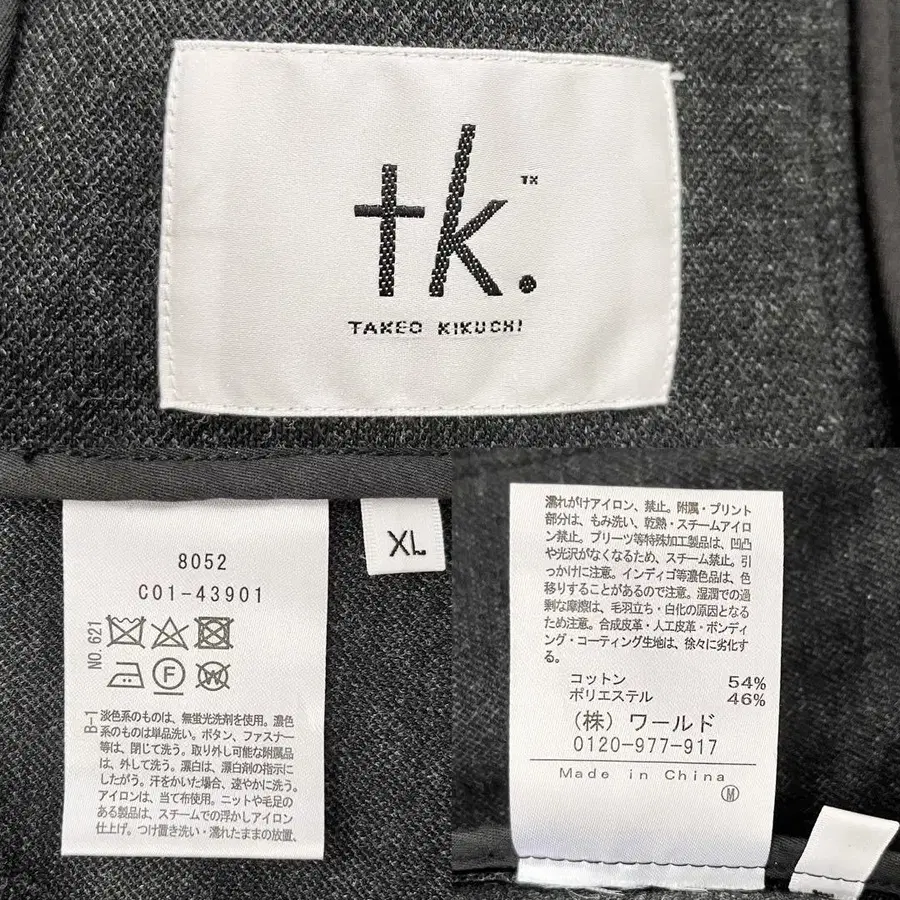 tk.
TM
TAKEO KIKUCHI
8052
C01-43901
NO.621
F
W
B-1
淡色系のものは、無蛍光洗剤を使用。濃色
系のものは単品洗い。ボタン、ファスナー
等は、閉じて洗う。取り外し可能な附属品
は、外して洗う。漂白は、漂白剤の指示に
したがう。汗をかいた場合、速やかに洗う。
アイロンは、当て布使用。ニットや毛足の
ある製品は、スチームでの浮かしアイロン
仕上げ。つけ置き洗い・濡れたままの放置、
XL
濡れがけアイロン、禁止。附属・プリント
部分は、もみ洗い、乾熱・スチームアイロ
ン禁止。プリーツ等特殊加工製品は、凹凸
や光沢がなくなるため、スチーム禁止。引
っかけに注意。インディゴ等濃色品は、色
移りすることがあるので注意。湿潤での過
剰な摩擦は、毛羽立ち・白化の原因となる
ため注意。合成皮革・人工皮革・ボンディ
ング・コーティング生地は、徐々に劣化す
る。
コットン 54%
ポリエステル 46%
(株) ワールド
0120-977-917
Made in China
M